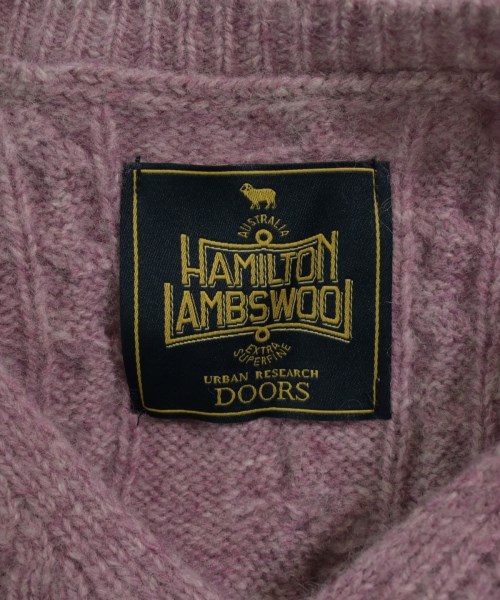 AUSTRALIA
HAMILTON
LAMBSWOOL
EXTRA
SUPERFINE
URBAN RESEARCH
DOORS